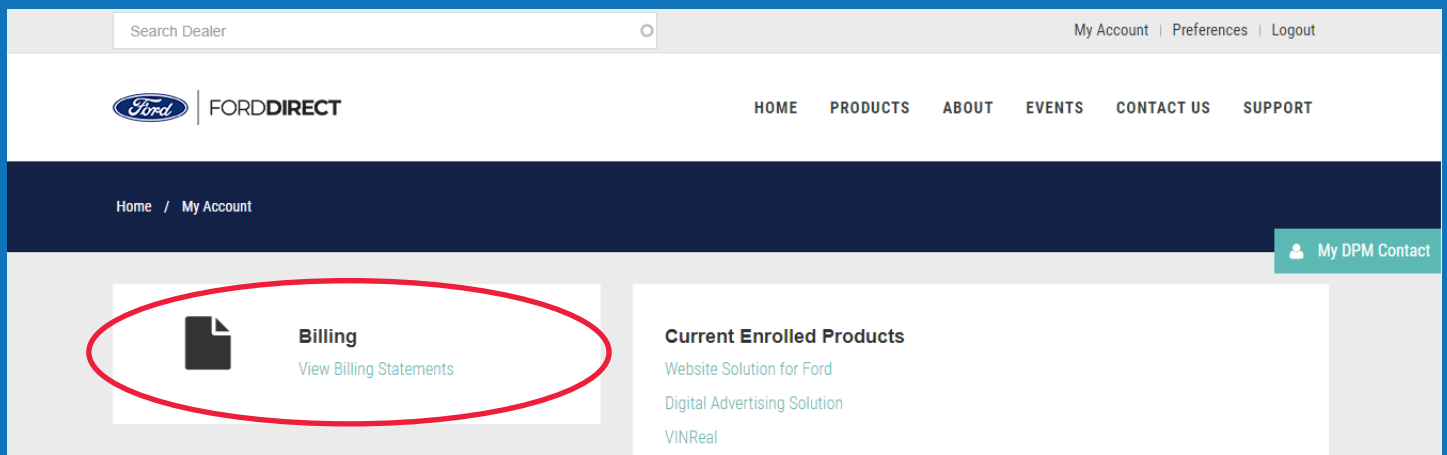 Search Dealer
My Account | Preferences | Logout
Ford | FORDDIRECT
HOME PRODUCTS ABOUT EVENTS CONTACT US SUPPORT
Home / My Account
My DPM Contact
Billing
View Billing Statements
Current Enrolled Products
Website Solution for Ford
Digital Advertising Solution
VINReal